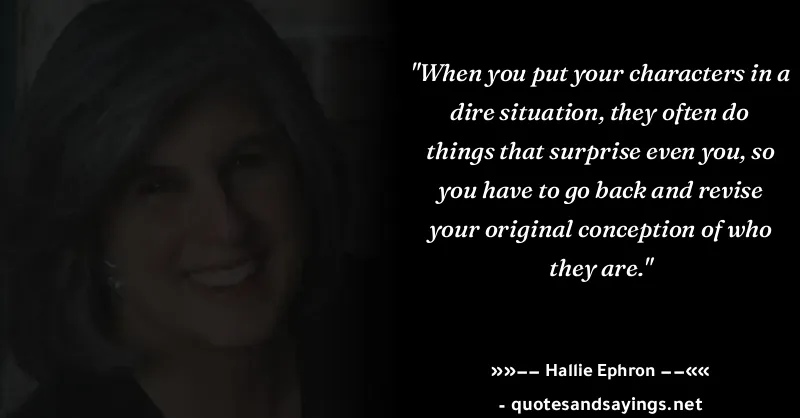 "When you put your characters in a
dire situation, they often do
things that surprise even you, so
you have to go back and revise
your original conception of who
they are."
»»–– Hallie Ephron ––««
- quotesandsayings.net